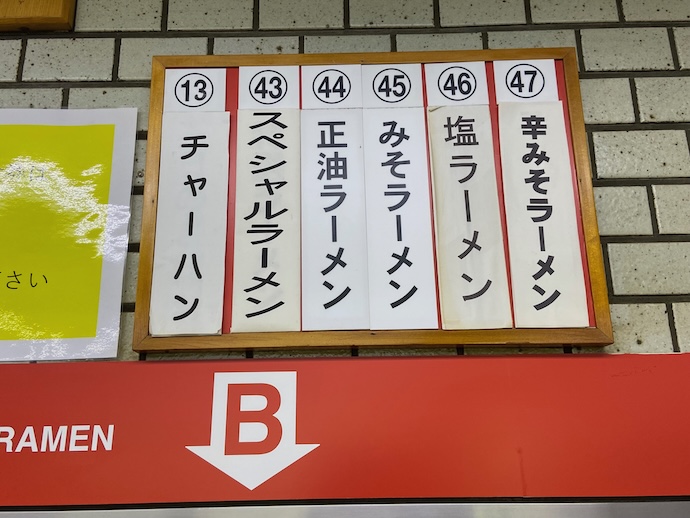 ⑬
チャーハン
㊸
スペシャルラーメン
㊹
正油ラーメン
㊺
みそラーメン
㊻
塩ラーメン
㊼
辛みそラーメン
さい
RAMEN
B